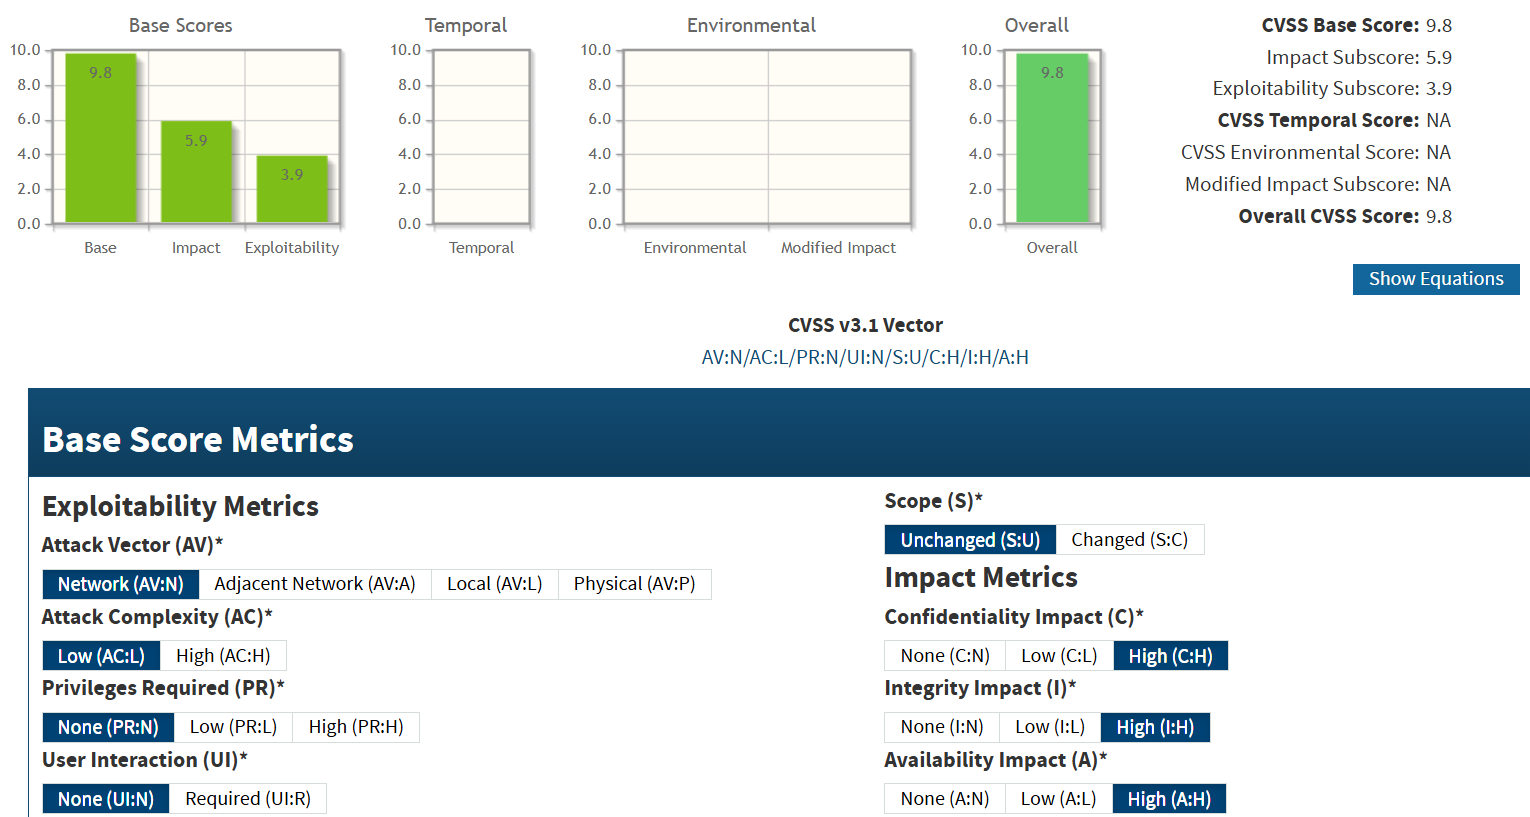 Base Scores
10.0
8.0
6.0
4.0
2.0
0.0
9.8
5.9
3.9
Base Impact Exploitability
Temporal
10.0
8.0
6.0
4.0
2.0
0.0
Temporal
Environmental
10.0
8.0
6.0
4.0
2.0
0.0
Environmental Modified Impact
Overall
10.0
8.0
6.0
4.0
2.0
0.0
9.8
Overall
CVSS Base Score: 9.8
Impact Subscore: 5.9
Exploitability Subscore: 3.9
CVSS Temporal Score: NA
CVSS Environmental Score: NA
Modified Impact Subscore: NA
Overall CVSS Score: 9.8
Show Equations
CVSS v3.1 Vector
AV:N/AC:L/PR:N/UI:N/S:U/C:H/I:H/A:H
Base Score Metrics
Exploitability Metrics
Attack Vector (AV)*
Network (AV:N) Adjacent Network (AV:A) Local (AV:L) Physical (AV:P)
Attack Complexity (AC)*
Low (AC:L) High (AC:H)
Privileges Required (PR)*
None (PR:N) Low (PR:L) High (PR:H)
User Interaction (UI)*
None (UI:N) Required (UI:R)
Scope (S)*
Unchanged (S:U) Changed (S:C)
Impact Metrics
Confidentiality Impact (C)*
None (C:N) Low (C:L) High (C:H)
Integrity Impact (I)*
None (I:N) Low (I:L) High (I:H)
Availability Impact (A)*
None (A:N) Low (A:L) High (A:H)